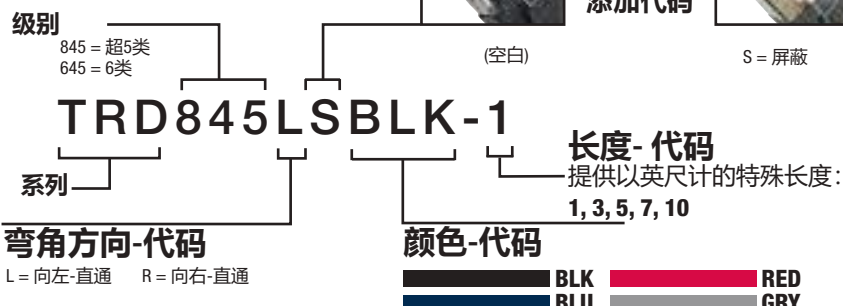 添加代码
级别
845 = 超5类
645 = 6类
(空白)
S = 屏蔽
TRD845LSBLK-1
系列
长度- 代码
提供以英尺计的特殊长度:
1, 3, 5, 7, 10
弯角方向-代码
L = 向左-直通 R = 向右-直通
颜色-代码
BLK RED
BLU GRY